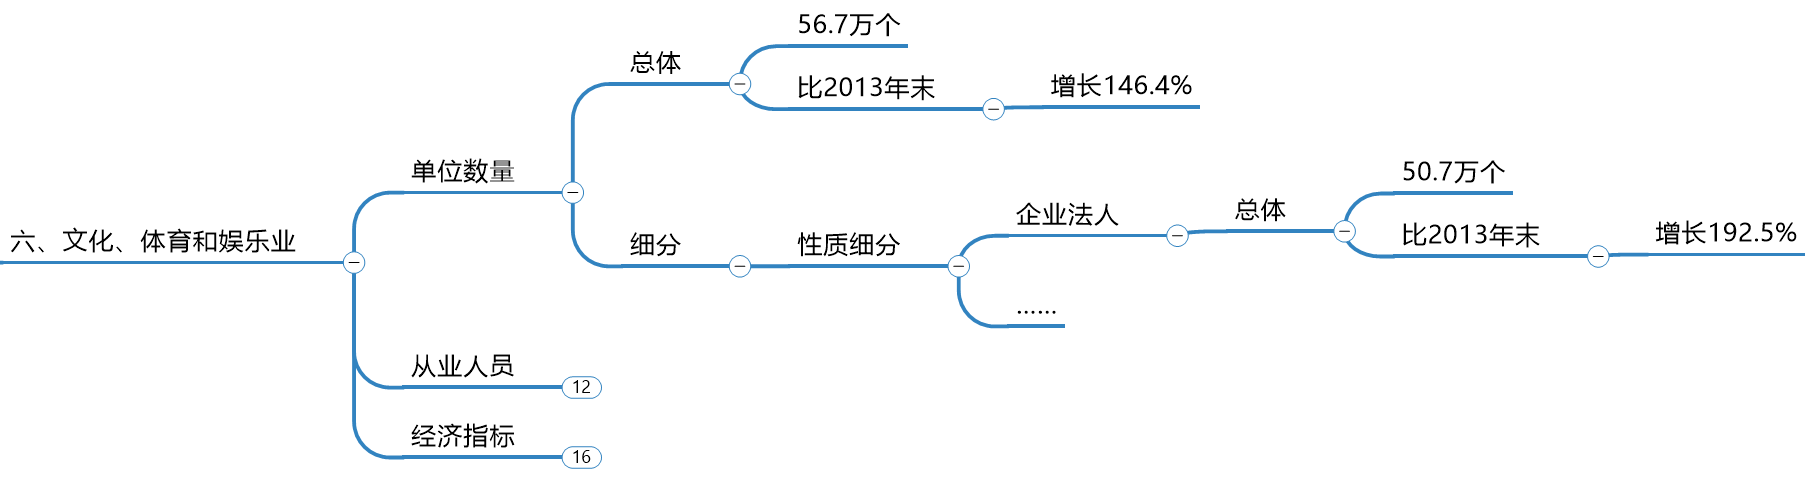 六、文化、体育和娱乐业
单位数量
总体
56.7万个
比2013年末
增长146.4%
细分
性质细分
企业法人
总体
50.7万个
比2013年末
增长192.5%
……
从业人员
12
经济指标
16